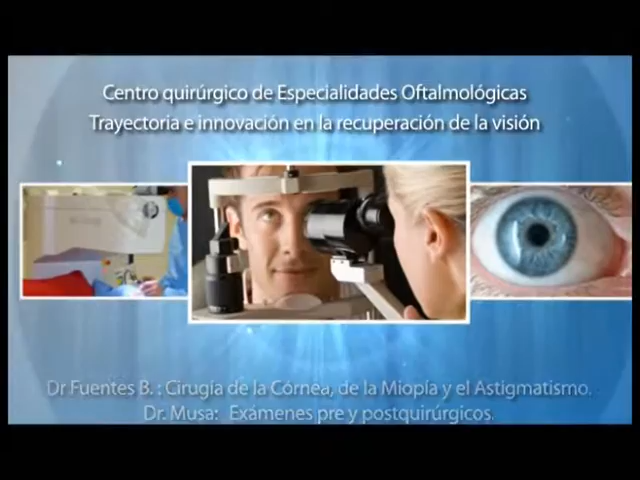 Centro quirúrgico de Especialidades Oftalmológicas
Trayectoria e innovación en la recuperación de la visión
Dr Fuentes B. : Cirugía de la Córnea, de la Miopía y el Astigmatismo.
Dr. Musa: Exámenes pre y postquirúrgicos.